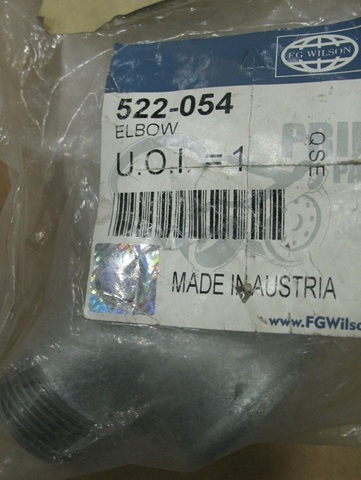 FG WILSON
522-054
ELBOW
U.O.I. = 1
QSE
MADE IN AUSTRIA
www.FGWilso